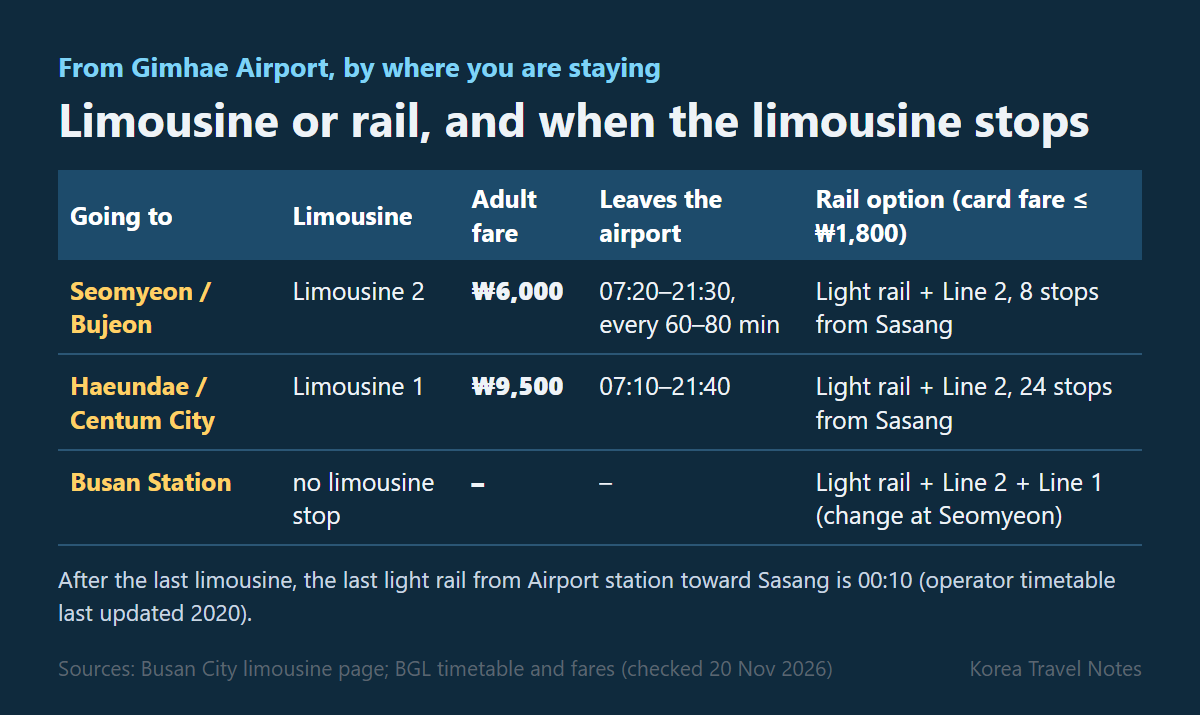 From Gimhae Airport, by where you are staying
Limousine or rail, and when the limousine stops
Going to
Limousine
Adult
fare
Leaves the
airport
Rail option (card fare ≤
₩1,800)
Seomyeon /
Bujeon
Limousine 2
₩6,000
07:20–21:30,
every 60–80 min
Light rail + Line 2, 8 stops
from Sasang
Haeundae /
Centum City
Limousine 1
₩9,500
07:10–21:40
Light rail + Line 2, 24 stops
from Sasang
Busan Station
no limousine
stop
–
–
Light rail + Line 2 + Line 1
(change at Seomyeon)
After the last limousine, the last light rail from Airport station toward Sasang is 00:10 (operator timetable
last updated 2020).
Sources: Busan City limousine page; BGL timetable and fares (checked 20 Nov 2026)
Korea Travel Notes